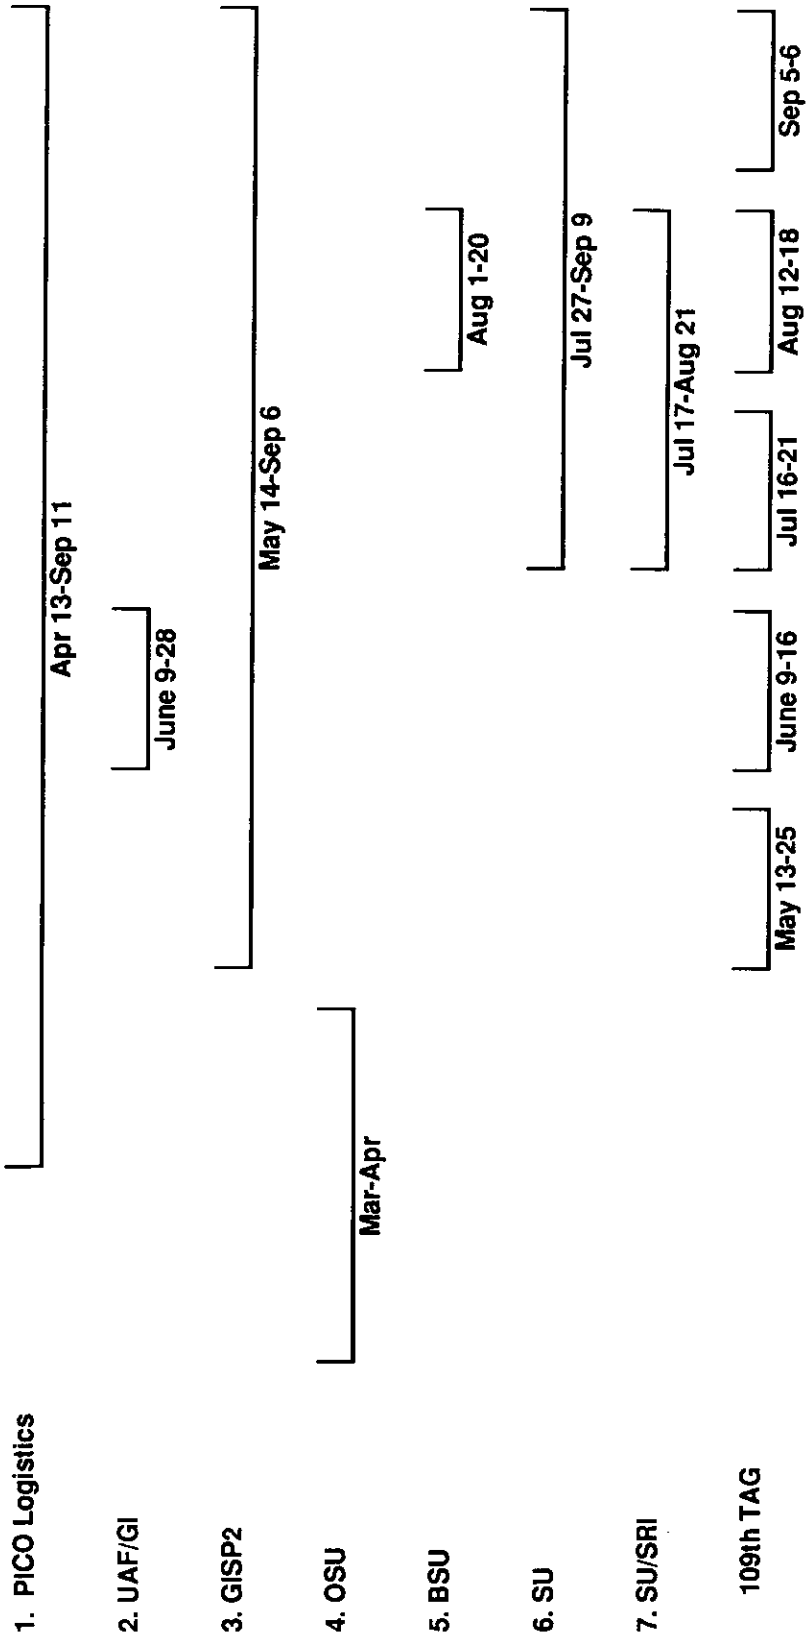 1. PICO Logistics
Apr 13-Sep 11
2. UAF/GI
June 9-28
3. GISP2
May 14-Sep 6
4. OSU
Mar-Apr
5. BSU
Aug 1-20
6. SU
Jul 27-Sep 9
7. SU/SRI
Jul 17-Aug 21
109th TAG
May 13-25
June 9-16
Jul 16-21
Aug 12-18
Sep 5-6